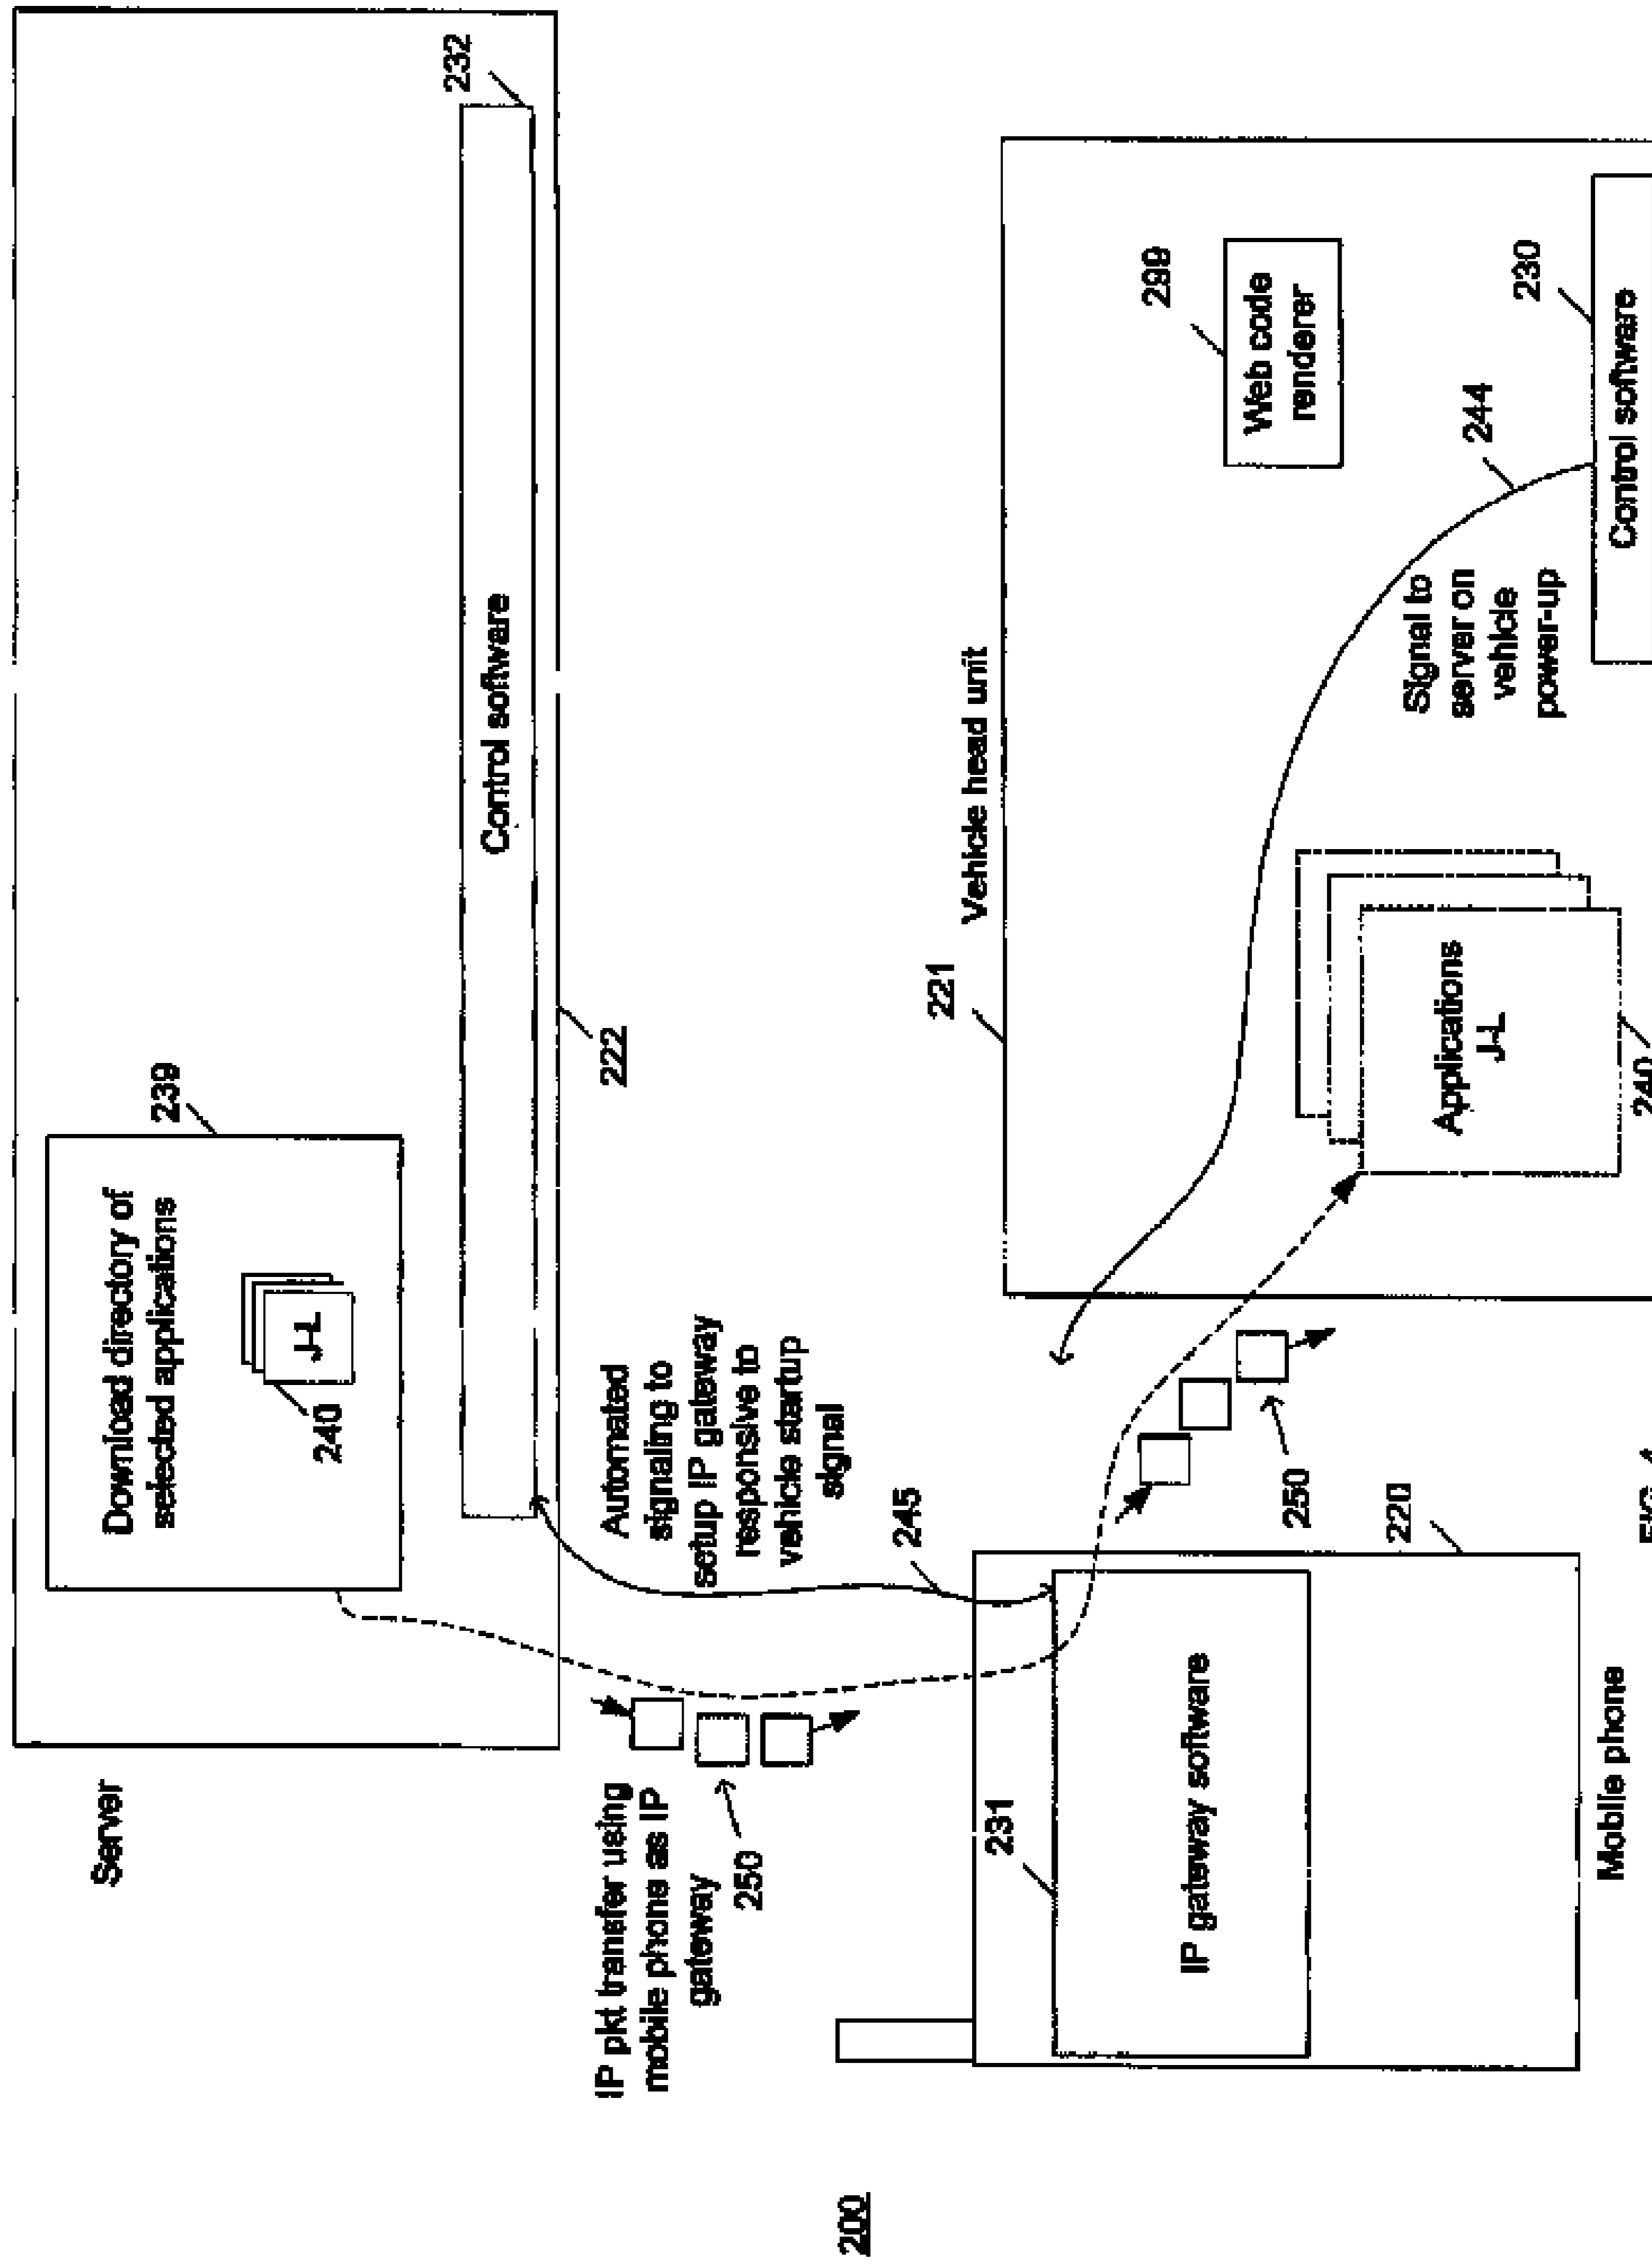 Server
Download directory of
selected applications
J-L
240
239
232
Control software
222
IP pkt transfer using
mobile phone as IP
gateway
250
Automated
signaling to
setup IP gateway
responsive to
vehicle startup
signal
245
200
231
IP gateway software
220
Mobile phone
250
221
Vehicle head unit
299
Web code
renderer
244
Signal to
server on
vehicle
power-up
230
Control software
Applications
J-L
240